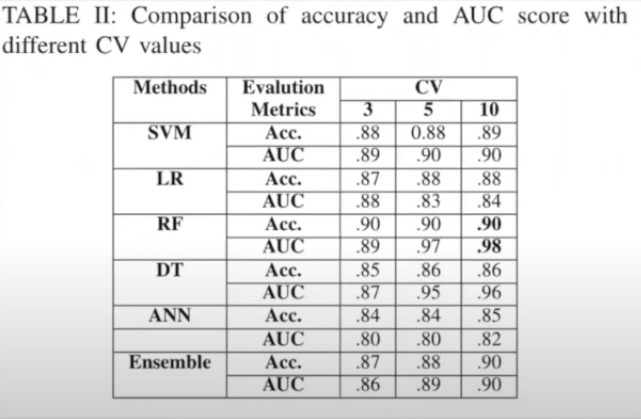 TABLE II: Comparison of accuracy and AUC score with
different CV values
Methods Evalution Metrics CV
3 5 10
SVM Acc. .88 0.88 .89
AUC .89 .90 .90
LR Acc. .87 .88 .88
AUC .88 .83 .84
RF Acc. .90 .90 .90
AUC .89 .97 .98
DT Acc. .85 .86 .86
AUC .87 .95 .96
ANN Acc. .84 .84 .85
AUC .80 .80 .82
Ensemble Acc. .87 .88 .90
AUC .86 .89 .90